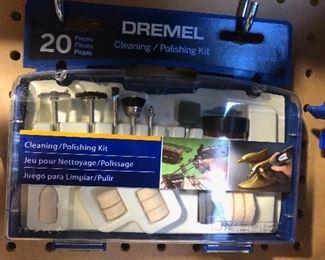 DREMEL
20 Pieces
Pièces
Piezas
Cleaning / Polishing Kit
Cleaning/Polishing Kit
Jeu pour Nettoyage/Polissage
Juego para Limpiar/Pulir